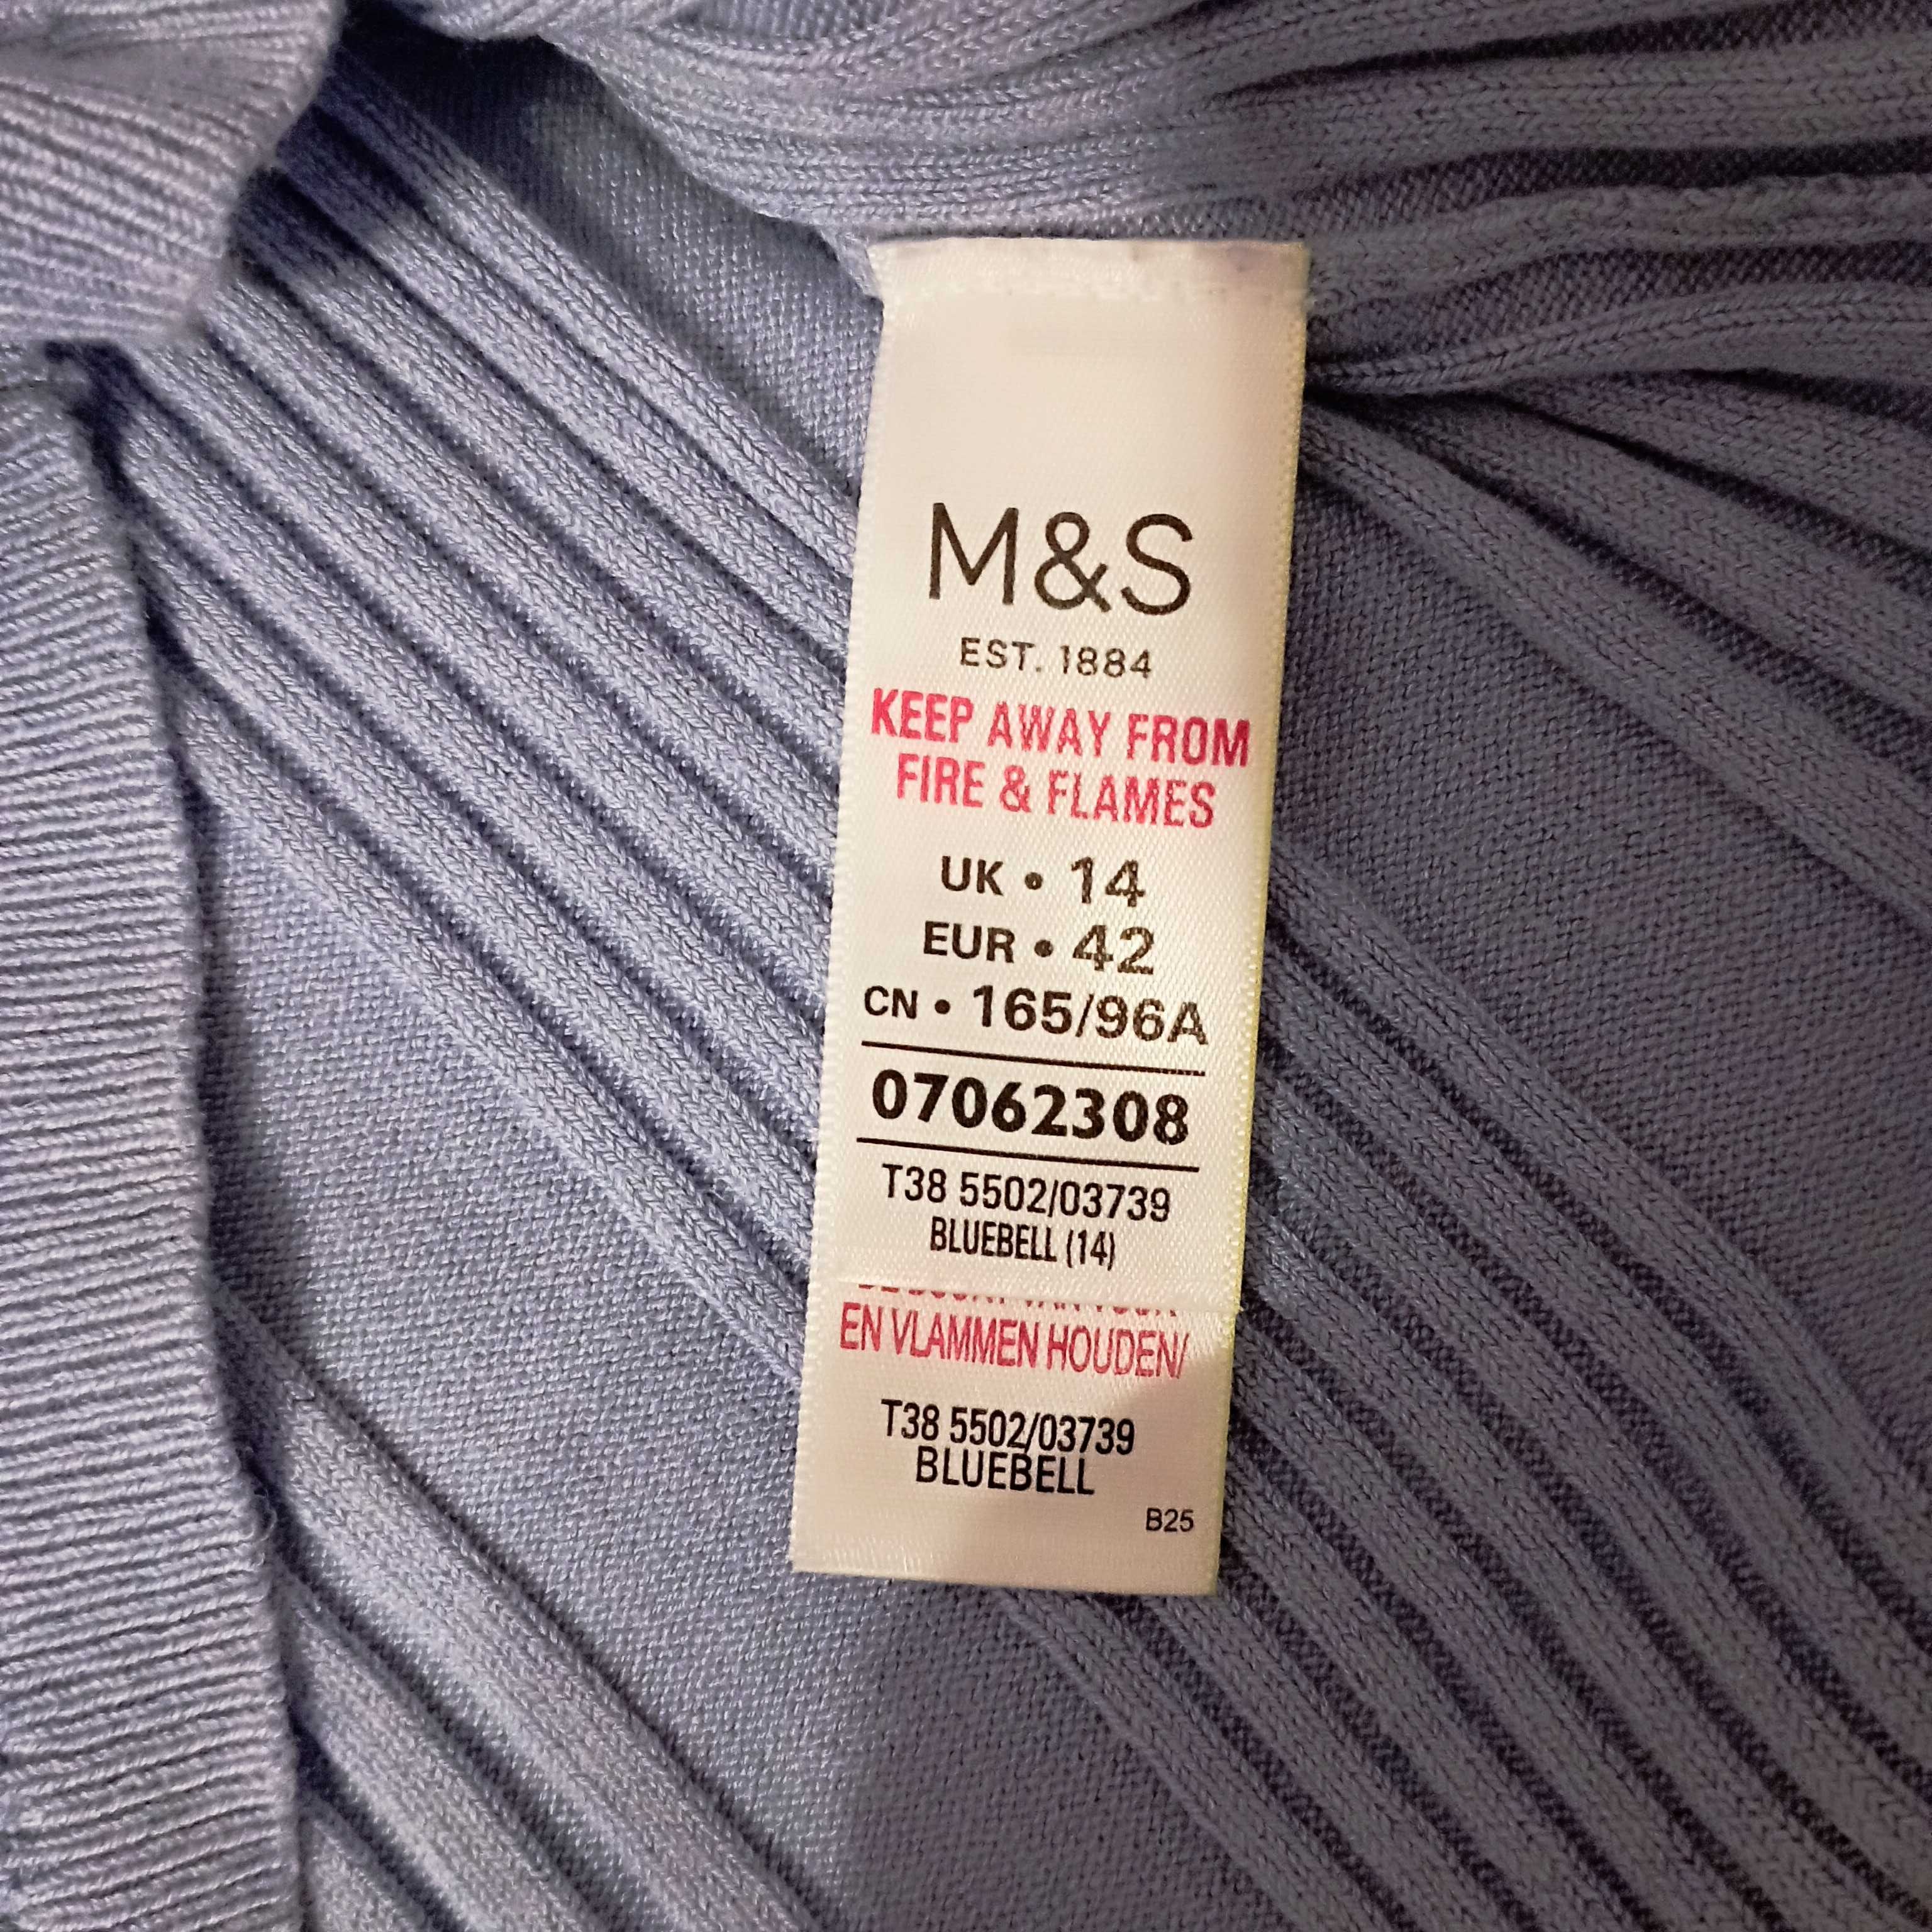 M&S
EST. 1884
KEEP AWAY FROM
FIRE & FLAMES
UK • 14
EUR • 42
CN • 165/96A
07062308
T38 5502/03739
BLUEBELL (14)
EN VLAMMEN HOUDEN/
T38 5502/03739
BLUEBELL
B25